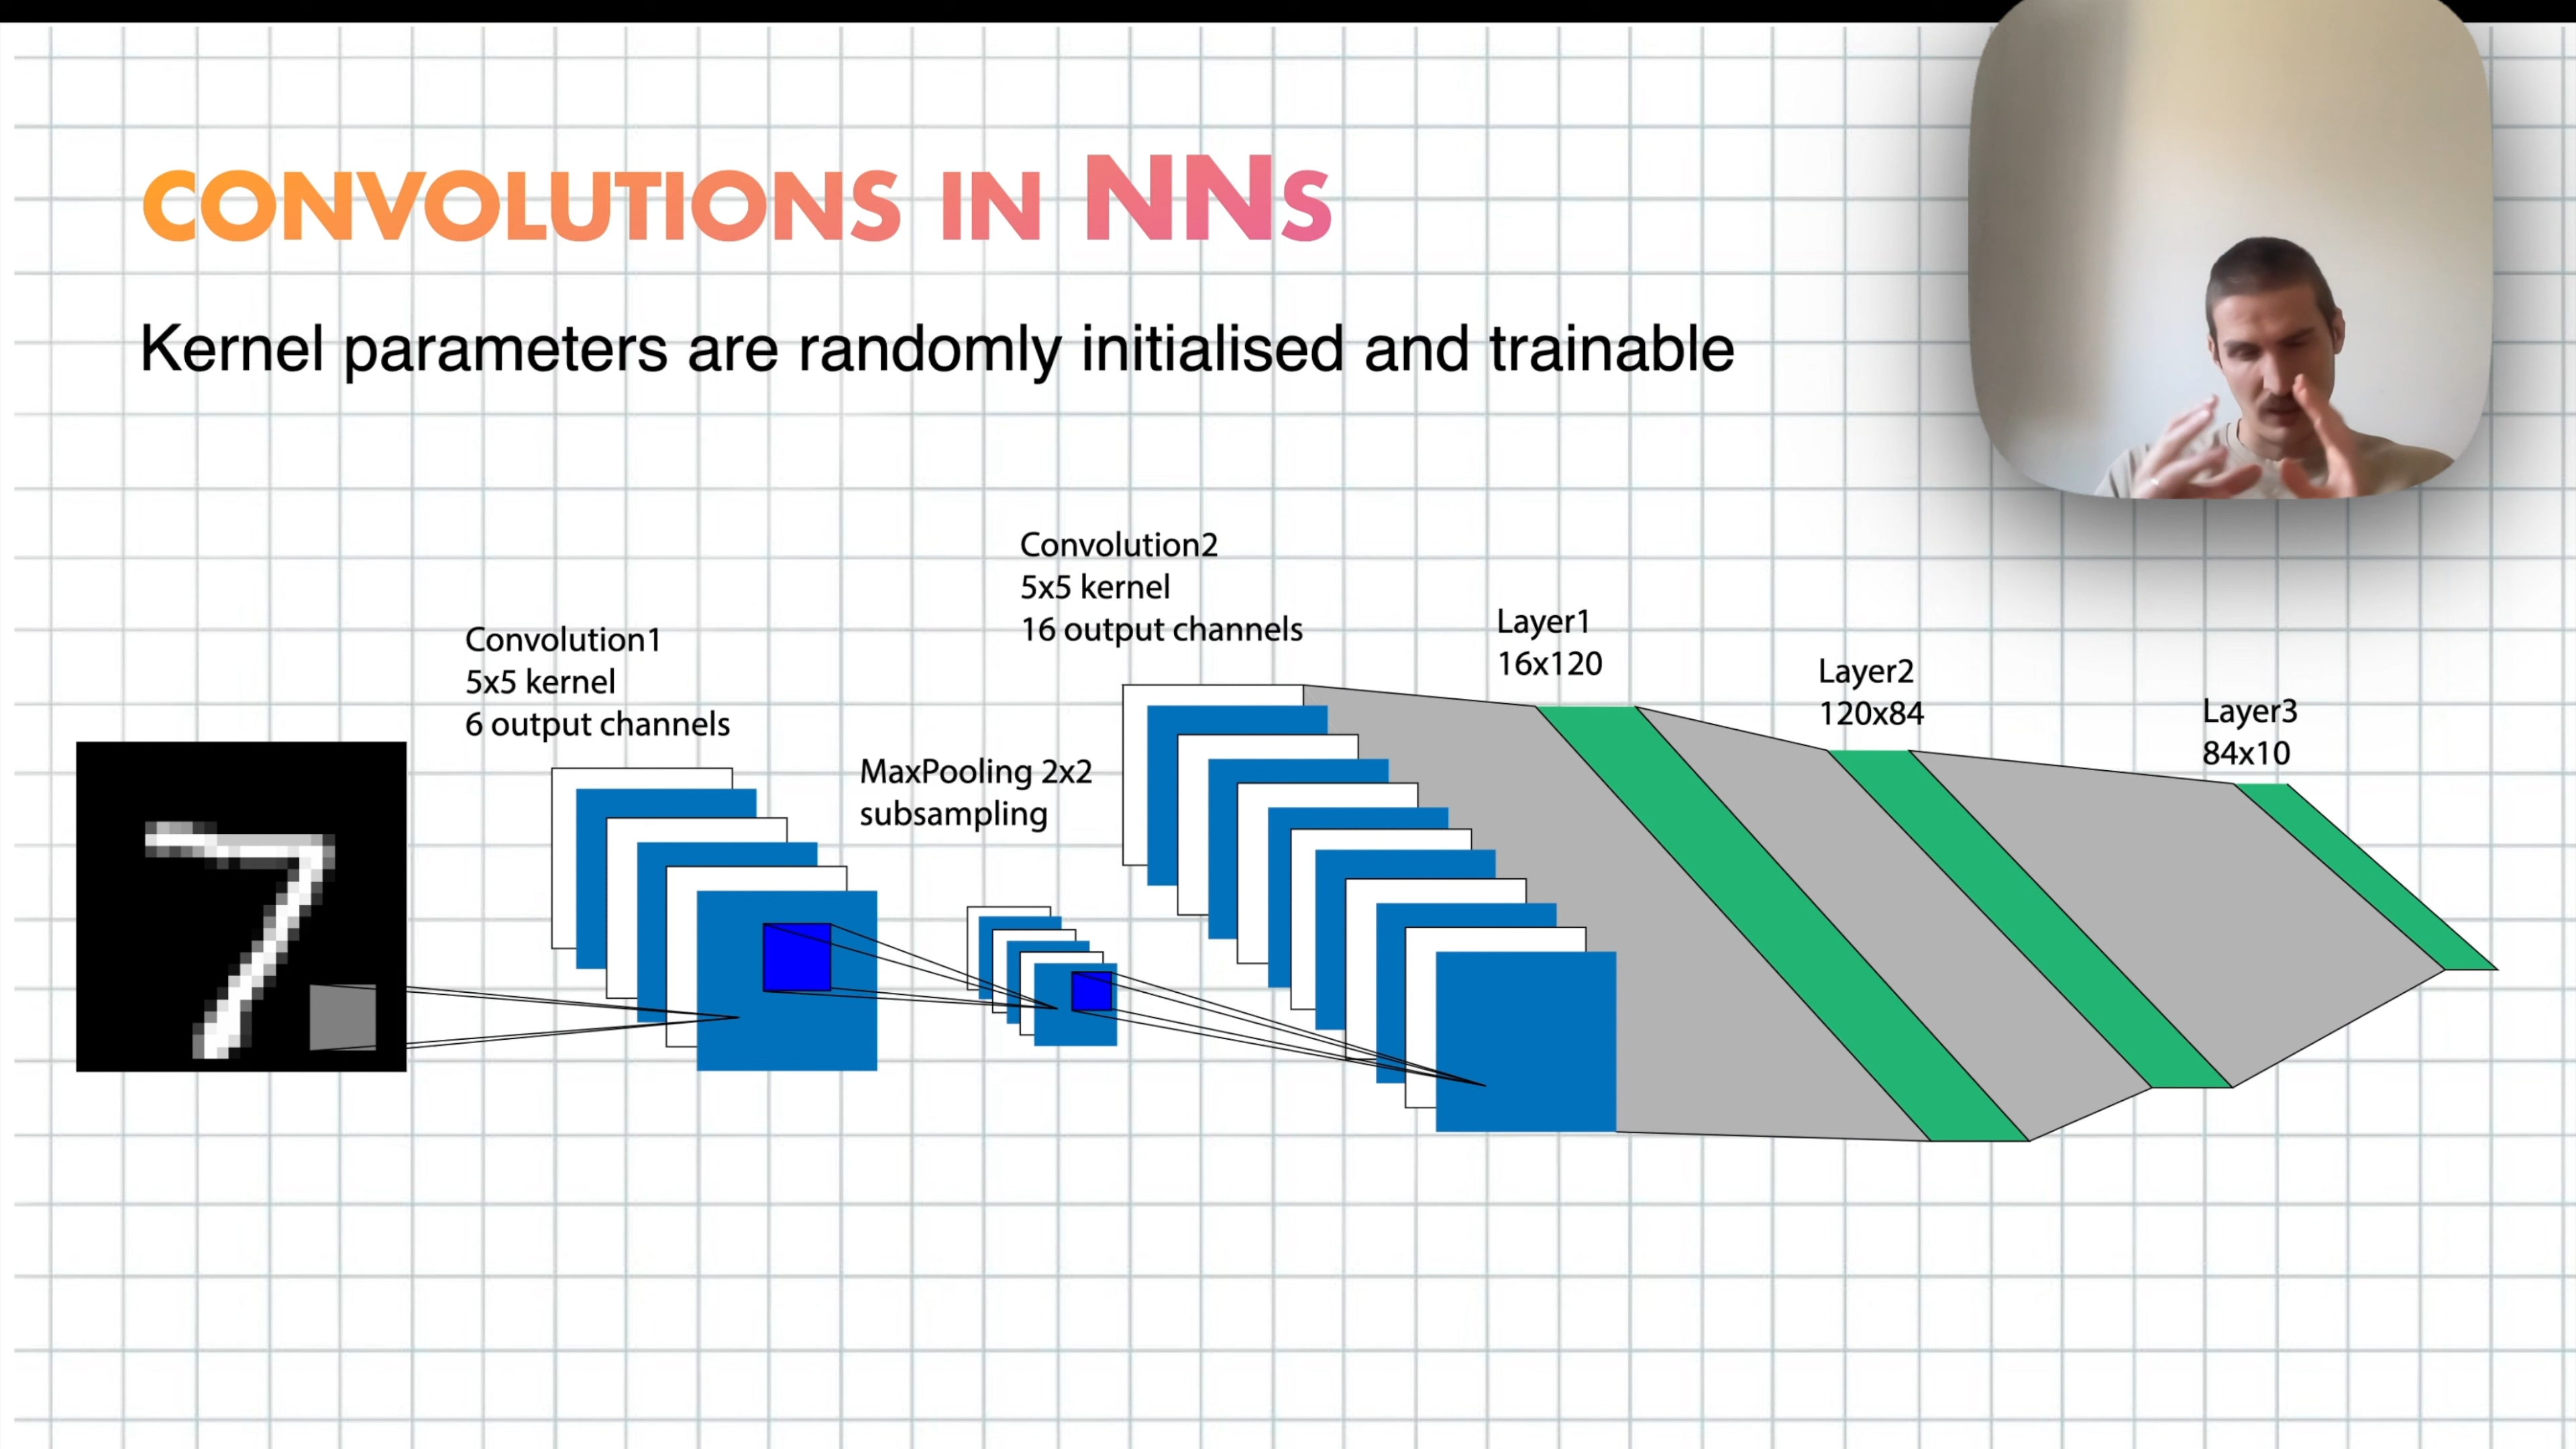 CONVOLUTIONS IN NNS
Kernel parameters are randomly initialised and trainable
Convolution1
5x5 kernel
6 output channels
MaxPooling 2x2
subsampling
Convolution2
5x5 kernel
16 output channels
Layer1
16x120
Layer2
120x84
Layer3
84x10
7